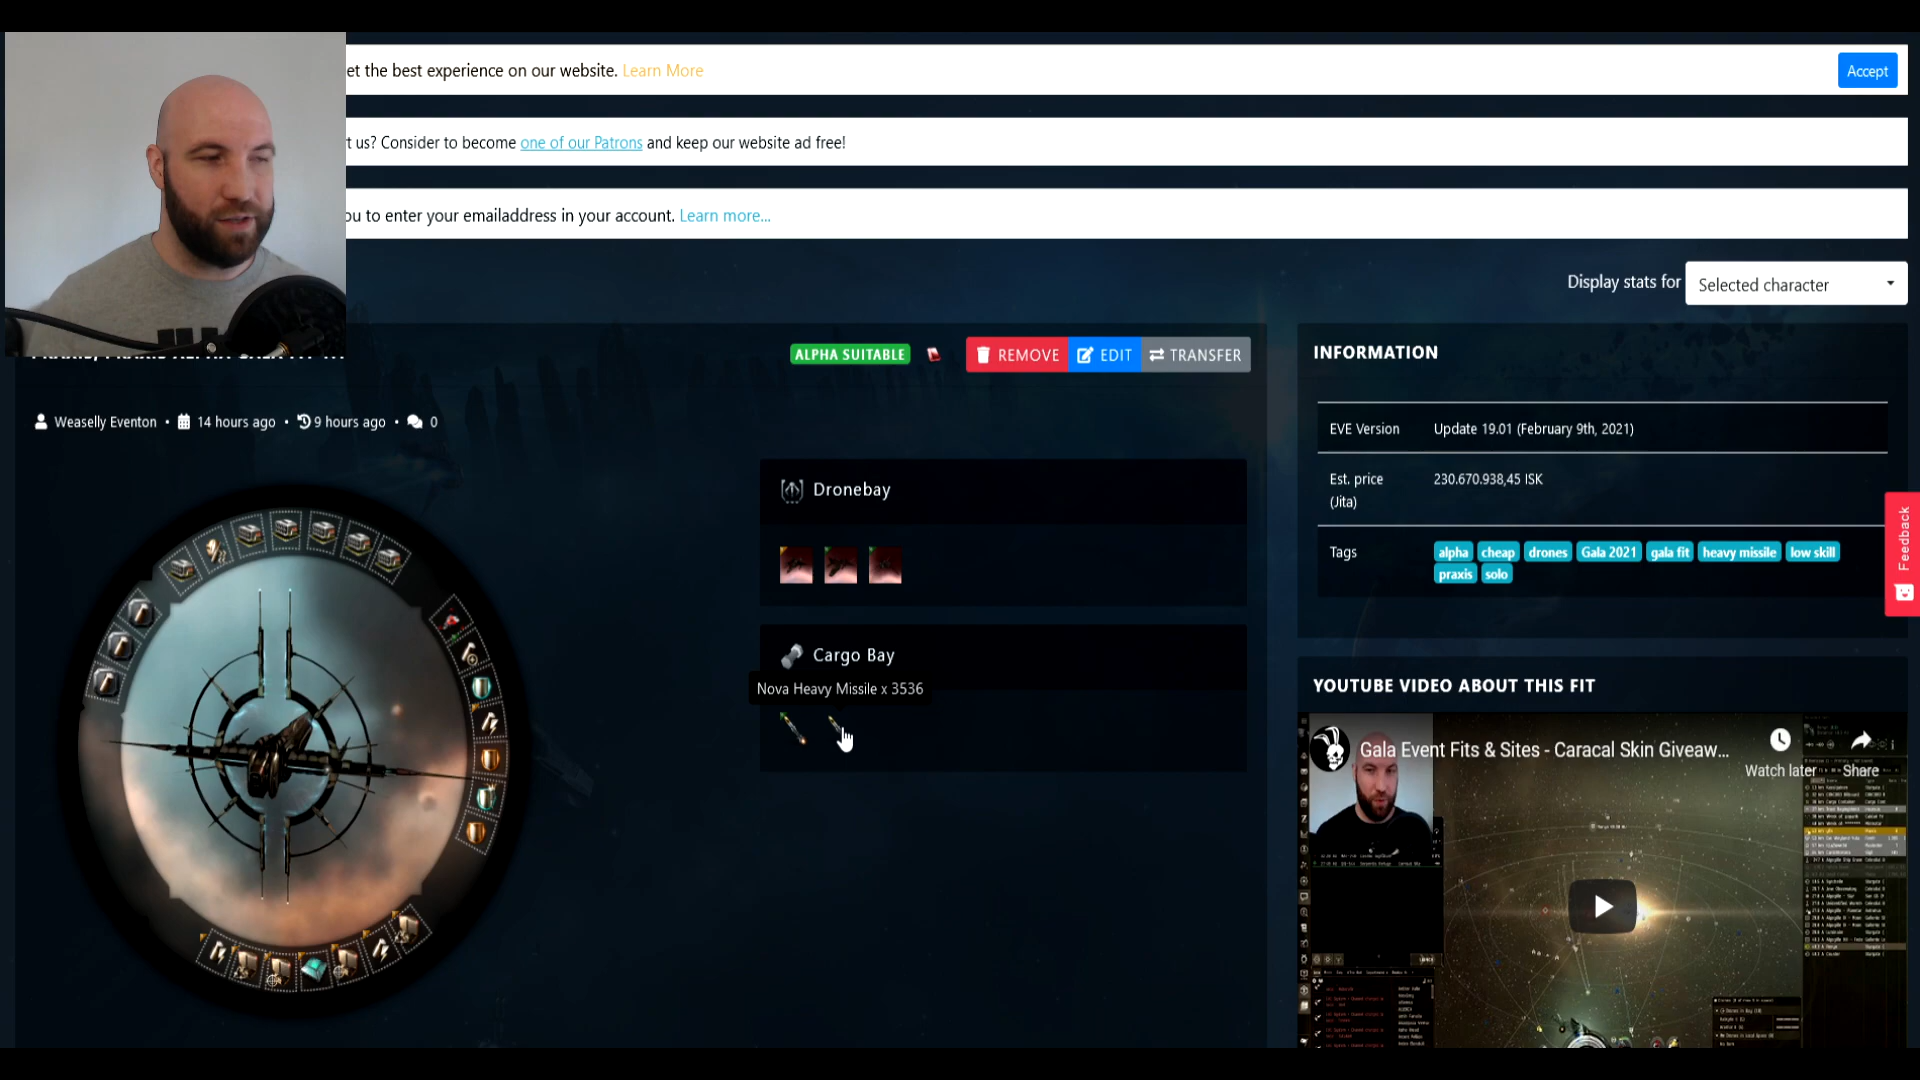 et the best experience on our website. Learn More
Accept
t us? Consider to become one of our Patrons and keep our website ad free!
ou to enter your emailaddress in your account. Learn more...
Display stats for
Selected character
ALPHA SUITABLE
REMOVE
EDIT
TRANSFER
Weaselly Eventon • 14 hours ago • 9 hours ago • 0
Dronebay
Cargo Bay
Nova Heavy Missile x 3536
INFORMATION
EVE Version Update 19.01 (February 9th, 2021)
Est. price 230.670.938,45 ISK
(Jita)
Tags alpha cheap drones Gala 2021 gala fit heavy missile low skill
praxis solo
Feedback
YOUTUBE VIDEO ABOUT THIS FIT
Gala Event Fits & Sites - Caracal Skin Giveaw...
Watch later
Share